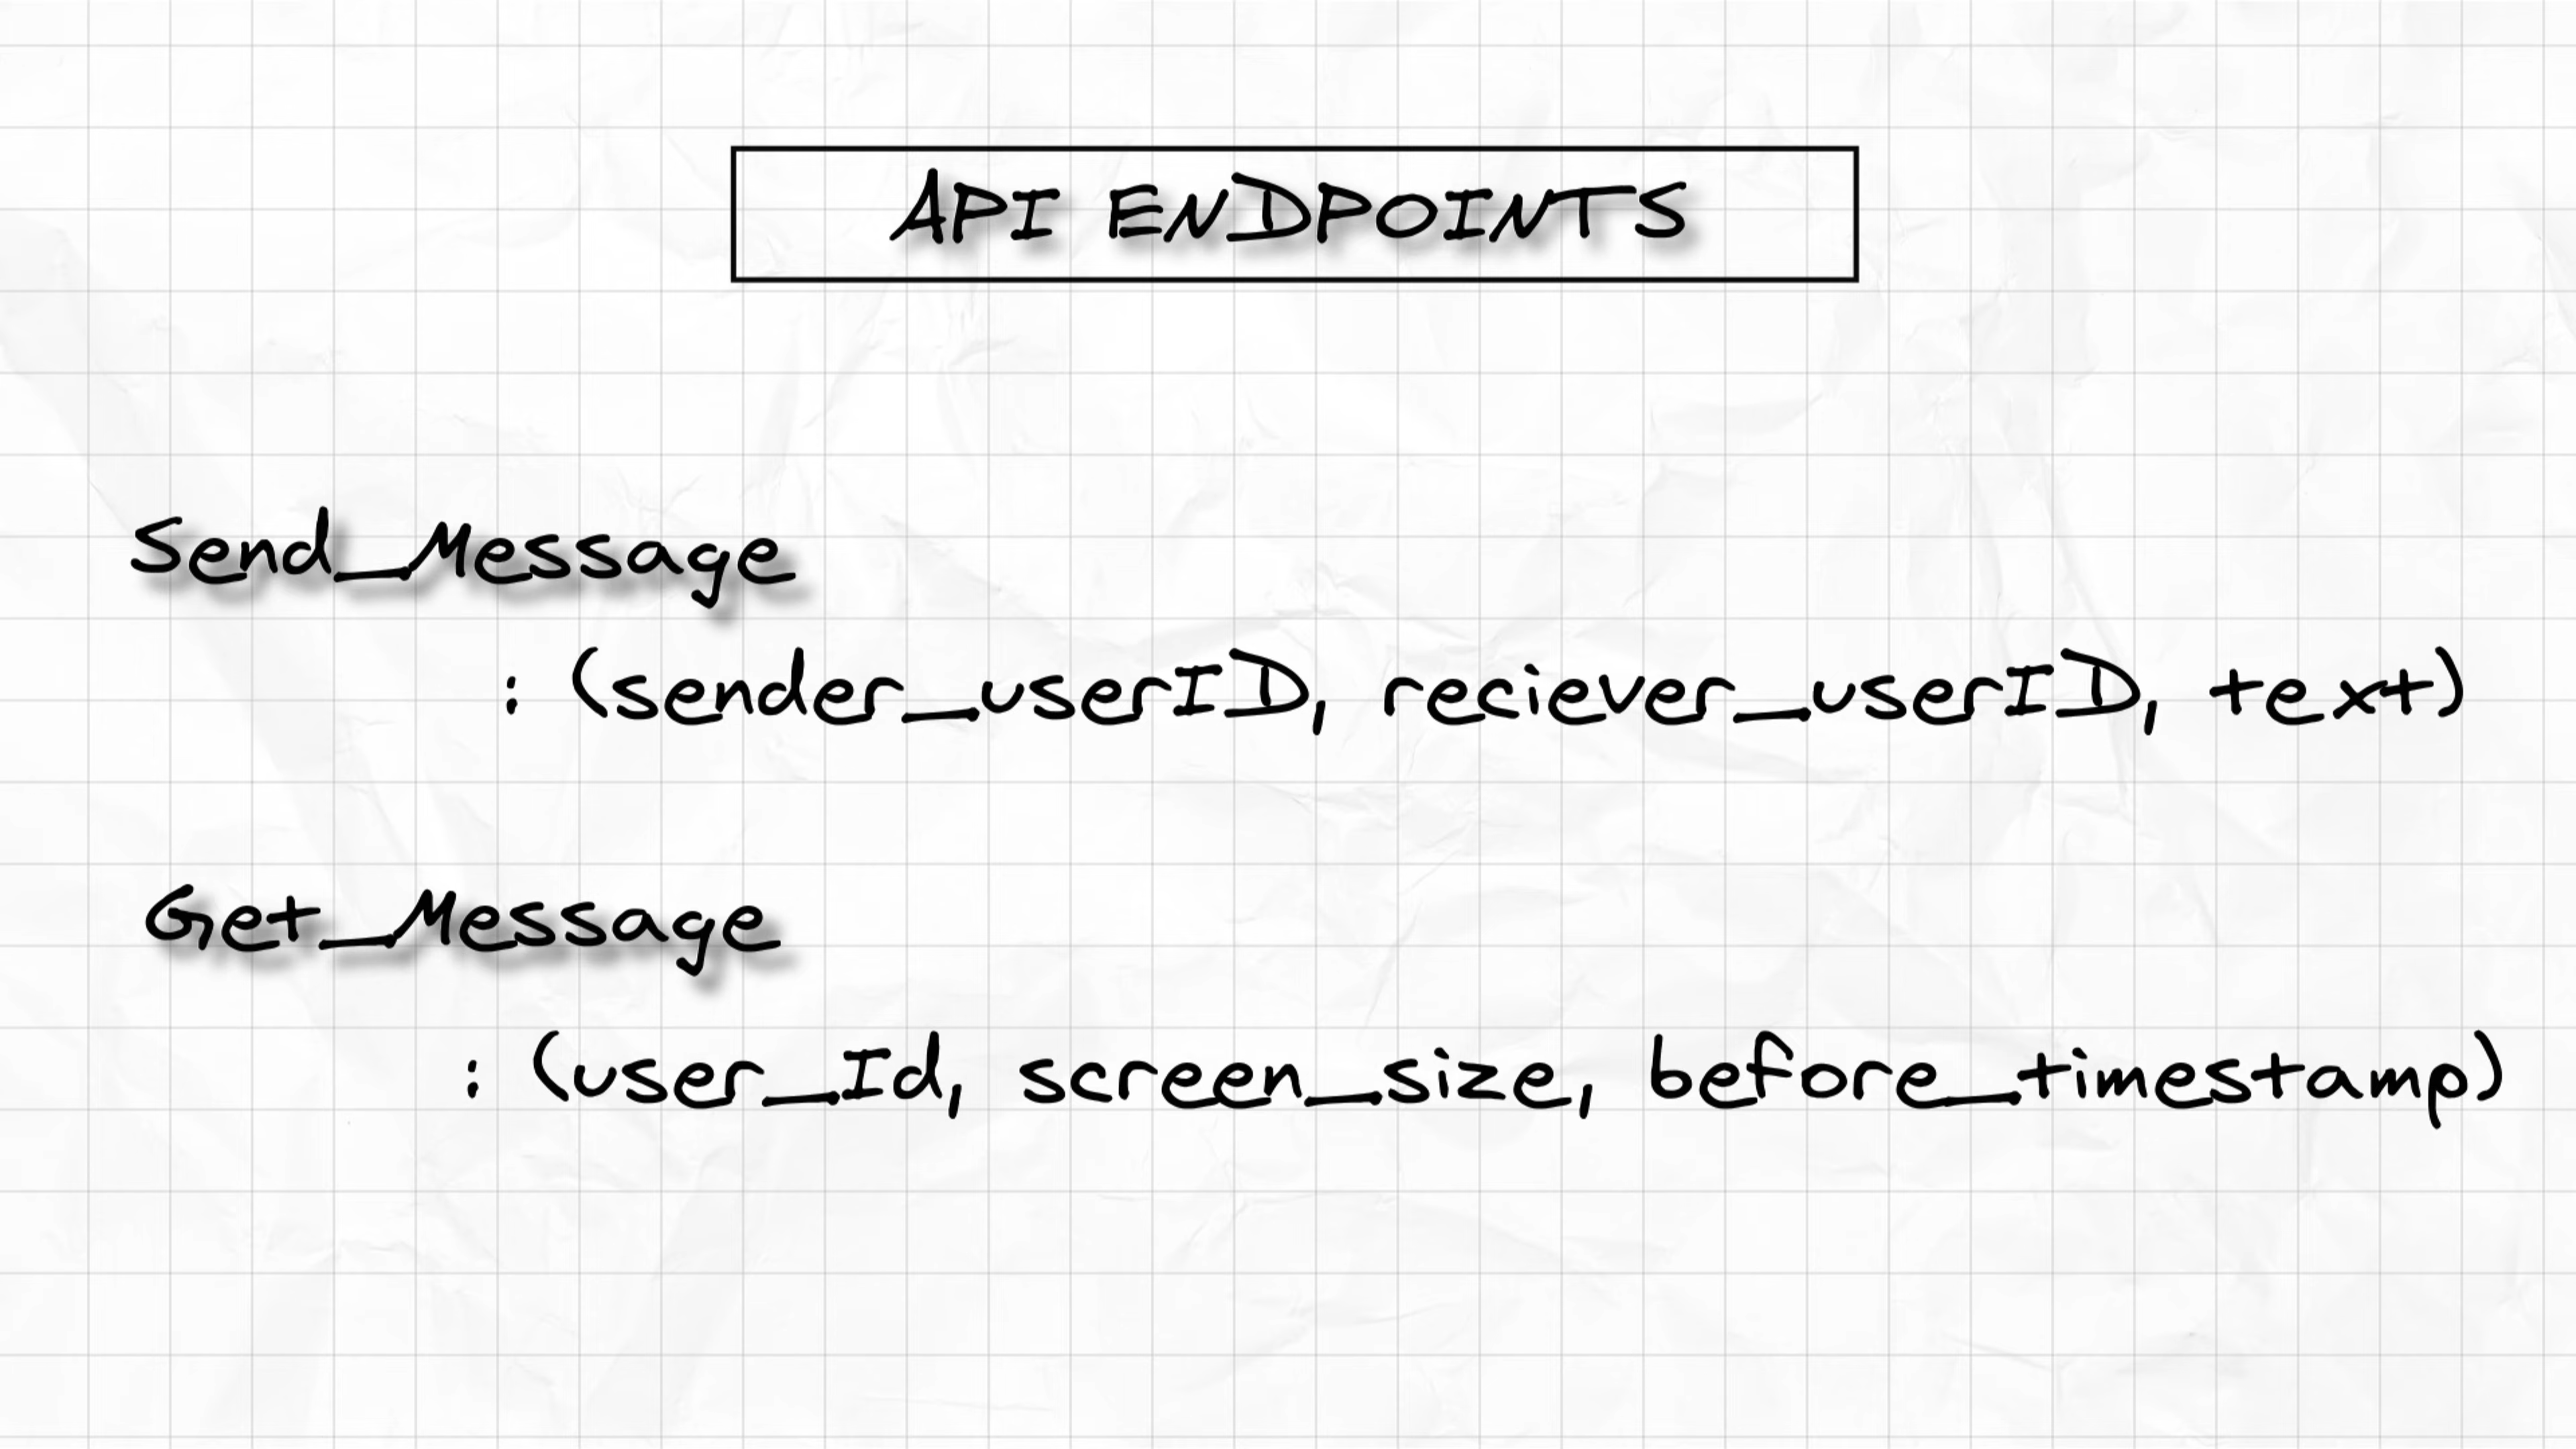 API ENDPOINTS
Send_Message
: (sender_userID, reciever_userID, text)
Get_Message
: (user_Id, screen_size, before_timestamp)